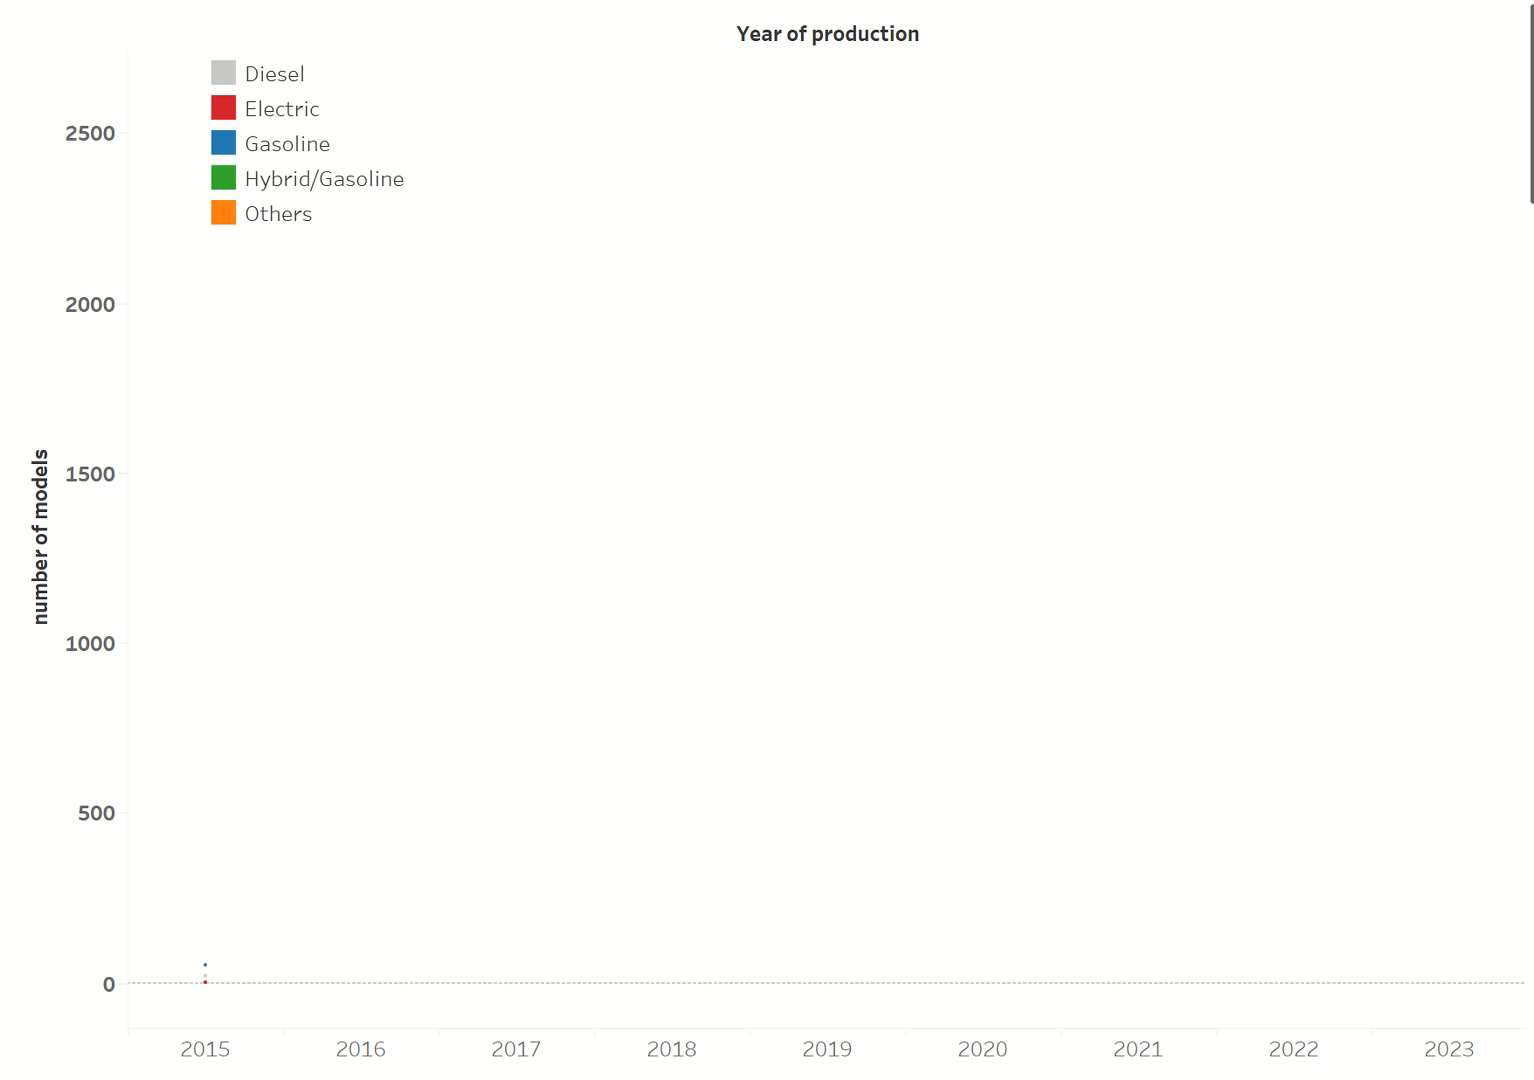 Year of production
Diesel
Electric
Gasoline
Hybrid/Gasoline
Others
number of models
2500
2000
1500
1000
500
0
2015 2016 2017 2018 2019 2020 2021 2022 2023